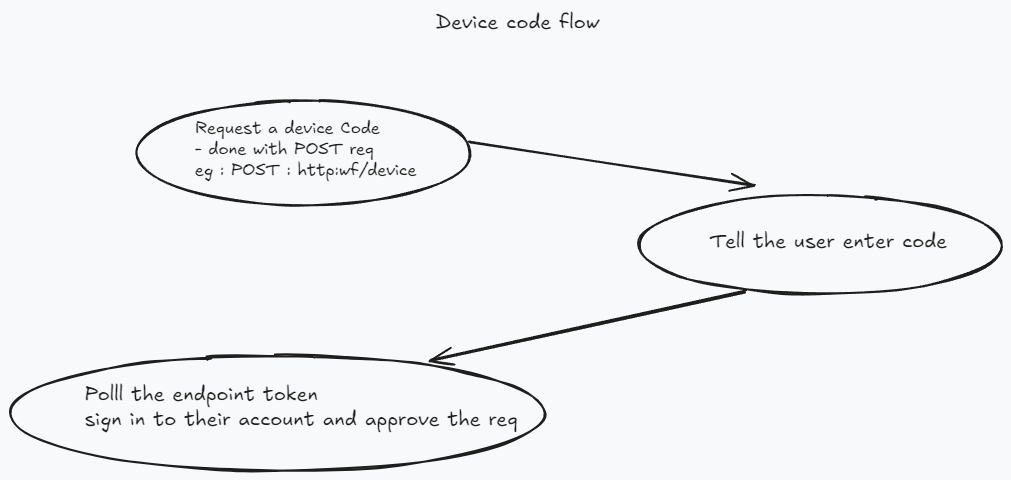 Device code flow
Request a device Code
- done with POST req
eg : POST : http:wf/device
Tell the user enter code
Polll the endpoint token
sign in to their account and approve the req